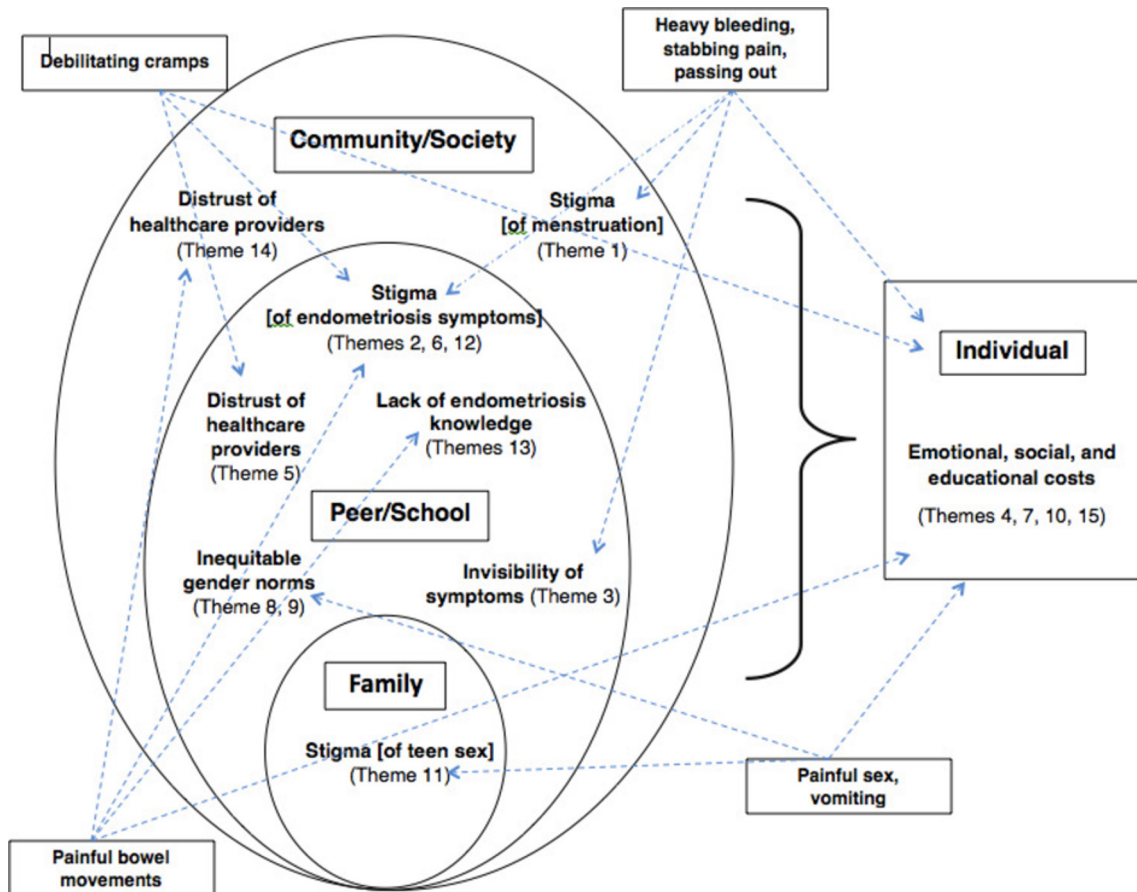 Debilitating cramps
Heavy bleeding,
stabbing pain,
passing out
Community/Society
Distrust of
healthcare providers
(Theme 14)
Stigma
[of menstruation]
(Theme 1)
Stigma
[of endometriosis symptoms]
(Themes 2, 6, 12)
Distrust of
healthcare
providers
(Theme 5)
Lack of endometriosis
knowledge
(Themes 13)
Peer/School
Inequitable
gender norms
(Theme 8, 9)
Invisibility of
symptoms (Theme 3)
Family
Stigma [of teen sex]
(Theme 11)
Individual
Emotional, social, and
educational costs
(Themes 4, 7, 10, 15)
Painful sex,
vomiting
Painful bowel
movements